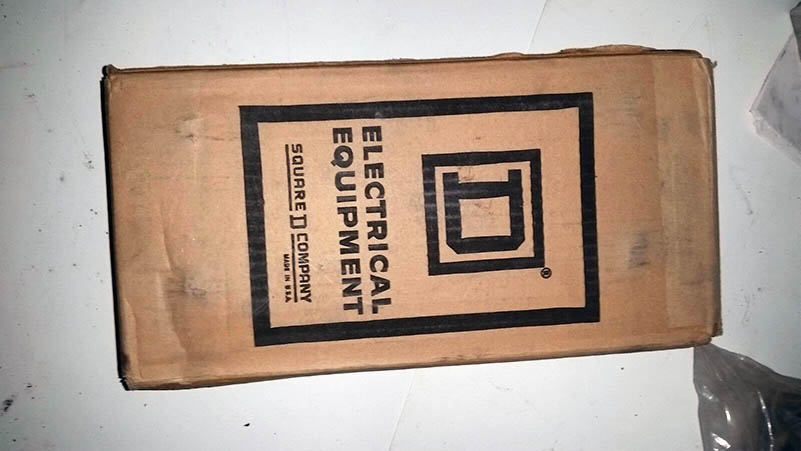 D
®
ELECTRICAL
EQUIPMENT
SQUARE D COMPANY
MADE IN U.S.A.